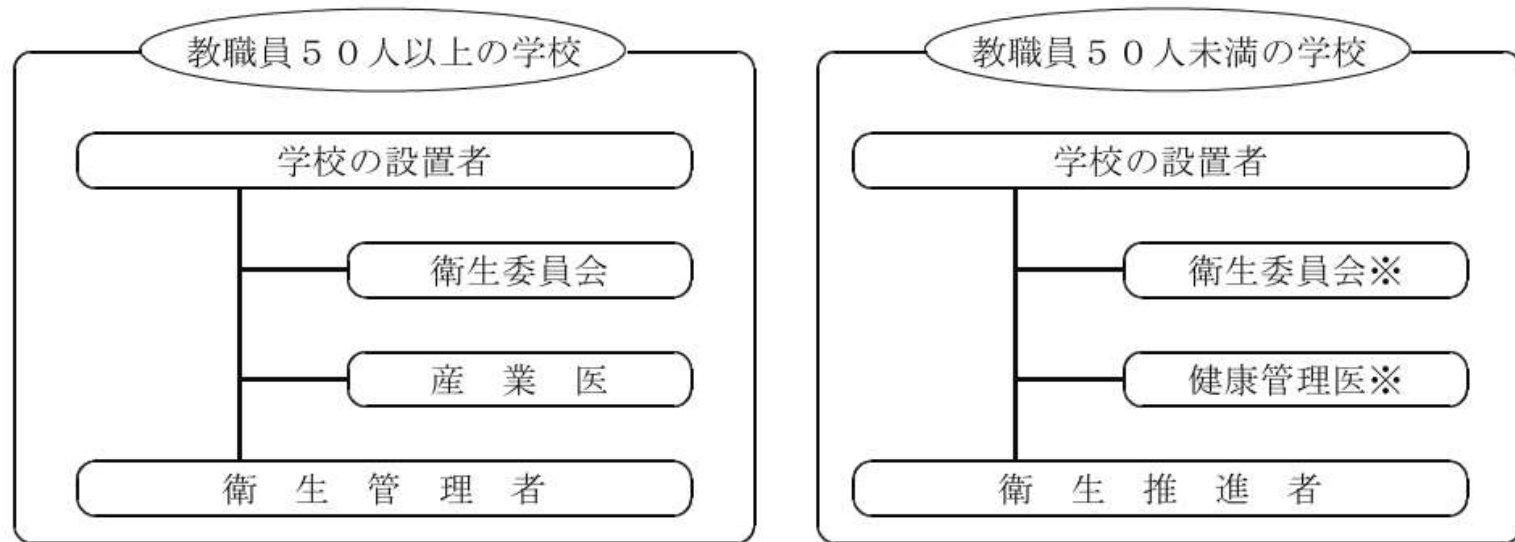 教職員５０人以上の学校
学校の設置者
衛生委員会
産　業　医
衛　生　管　理　者
教職員５０人未満の学校
学校の設置者
衛生委員会※
健康管理医※
衛　生　推　進　者